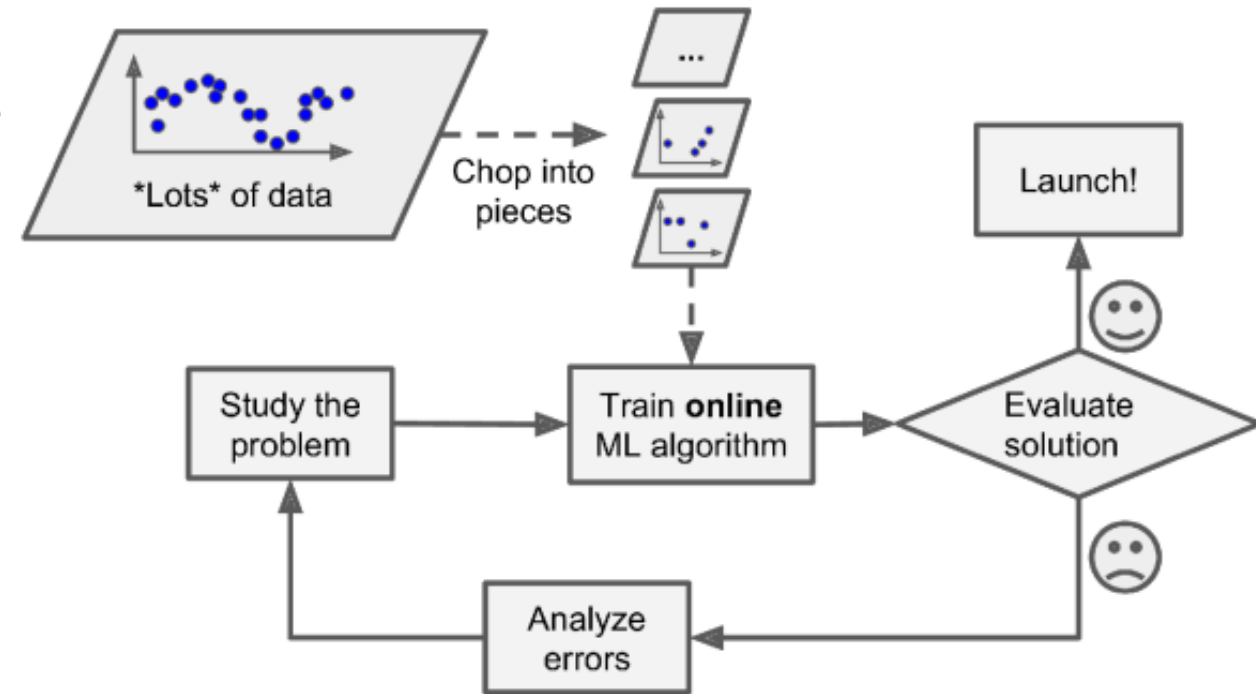 ...
*Lots* of data
Chop into
pieces
Launch!
Study the
problem
Train online
ML algorithm
Evaluate
solution
Analyze
errors